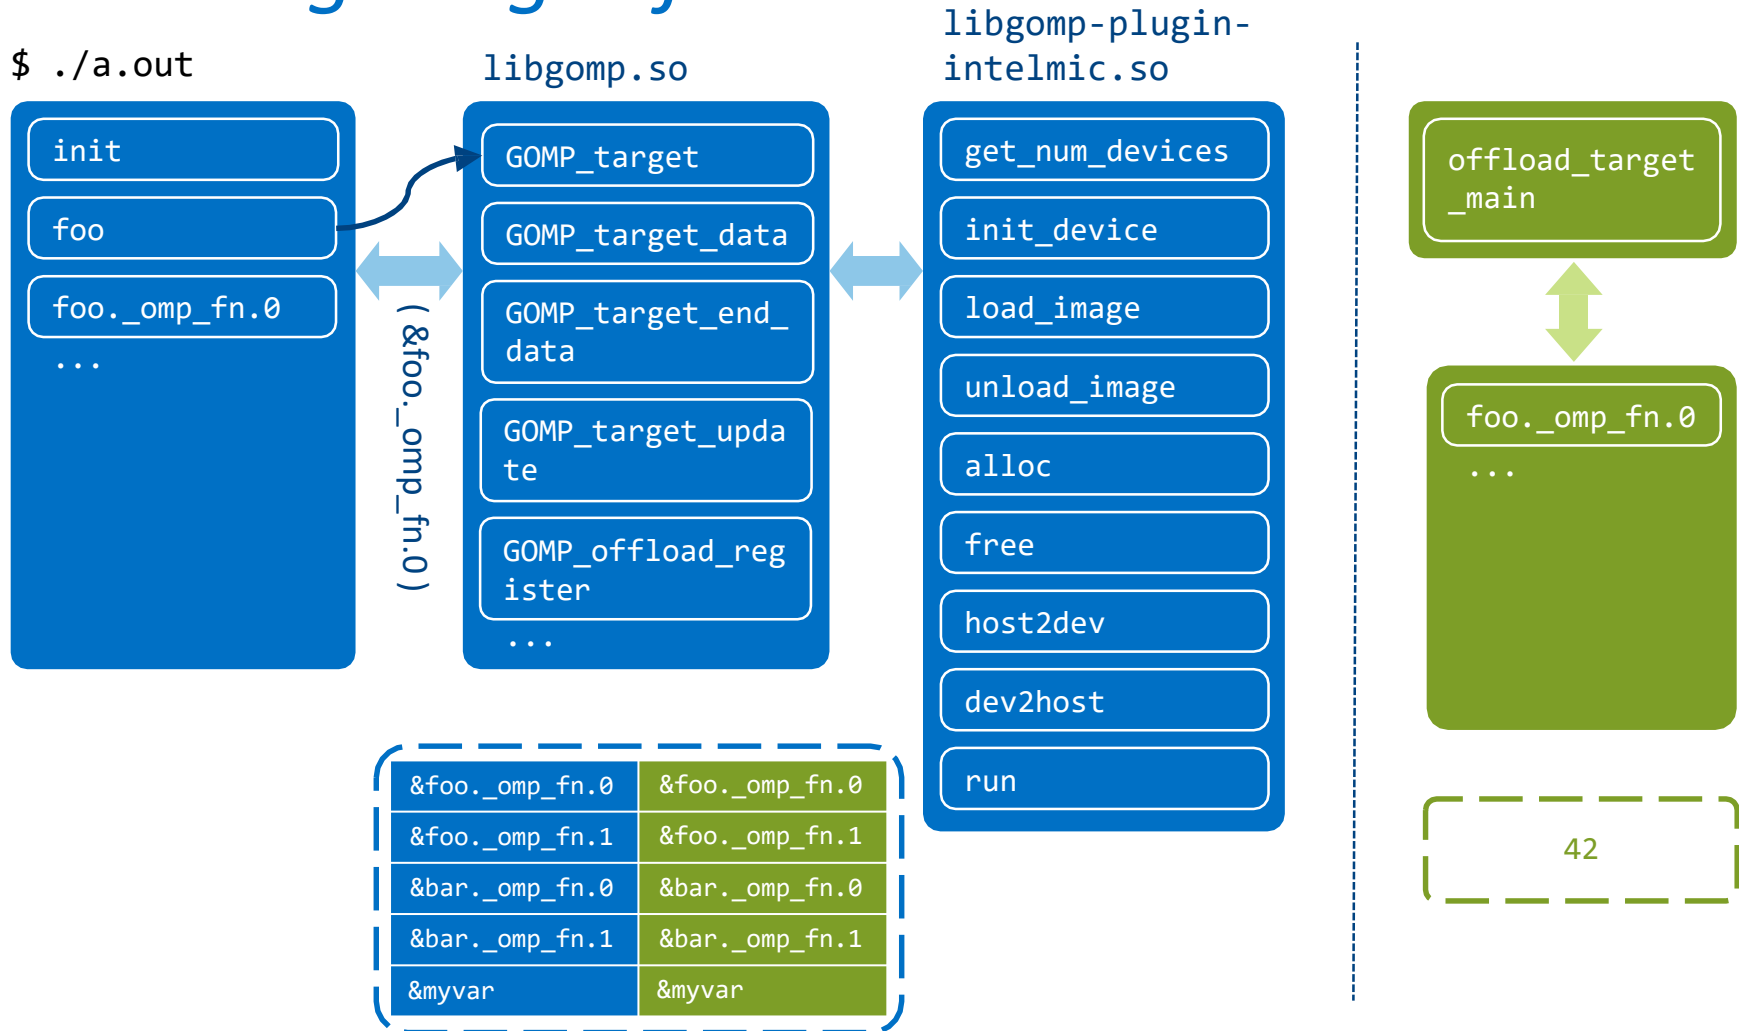 $ ./a.out
init
foo
foo._omp_fn.0
...
( &foo._omp_fn.0 )
libgomp.so
GOMP_target
GOMP_target_data
GOMP_target_end_
data
GOMP_target_upda
te
GOMP_offload_reg
ister
...
libgomp-plugin-
intelmic.so
get_num_devices
init_device
load_image
unload_image
alloc
free
host2dev
dev2host
run
offload_target
_main
foo._omp_fn.0
...
42
&foo._omp_fn.0 &foo._omp_fn.0
&foo._omp_fn.1 &foo._omp_fn.1
&bar._omp_fn.0 &bar._omp_fn.0
&bar._omp_fn.1 &bar._omp_fn.1
&myvar &myvar